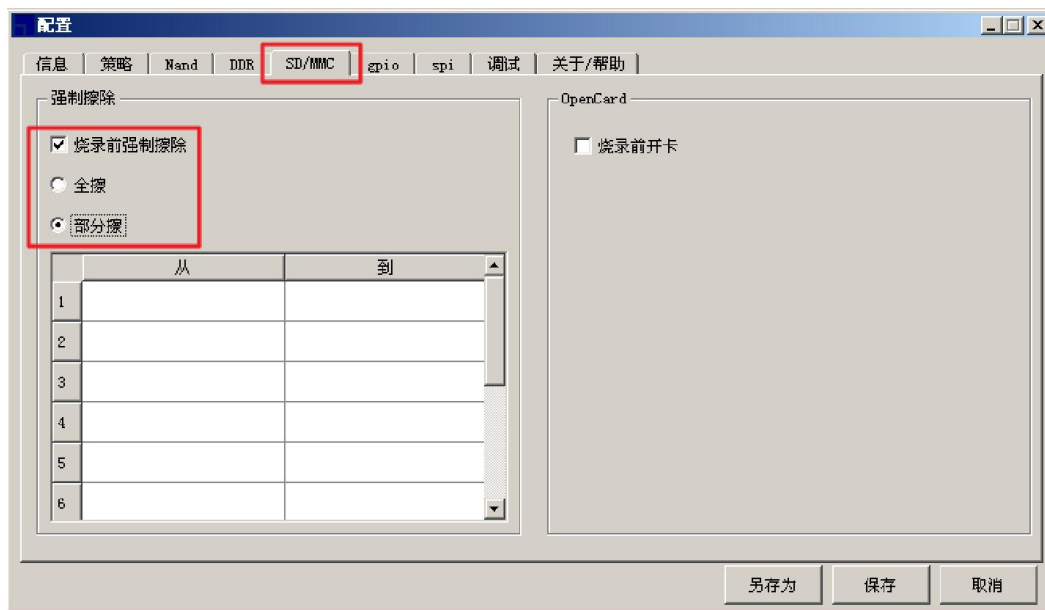 配置
信息 策略 Nand DDR SD/MMC gpio spi 调试 关于/帮助
强制擦除
烧录前强制擦除
全擦
部分擦
从 到
1
2
3
4
5
6
OpenCard
烧录前开卡
另存为 保存 取消